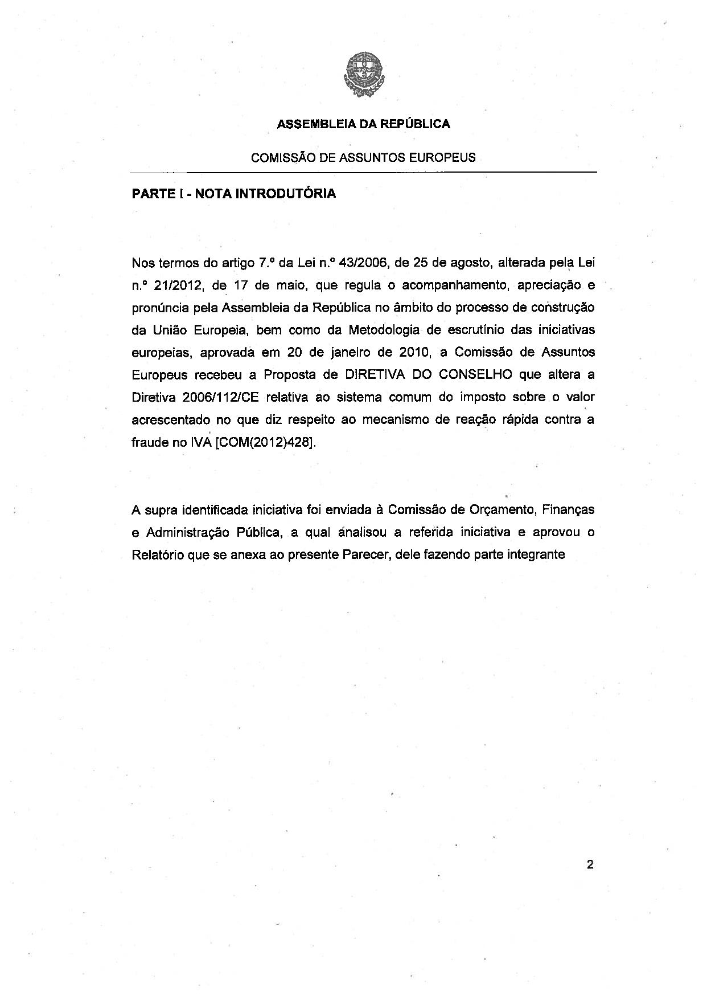 ASSEMBLEIA DA REPÚBLICA
COMISSÃO DE ASSUNTOS EUROPEUS
PARTE I - NOTA INTRODUTÓRIA
Nos termos do artigo 7.º da Lei n.º 43/2006, de 25 de agosto, alterada pela Lei
n.º 21/2012, de 17 de maio, que regula o acompanhamento, apreciação e
pronúncia pela Assembleia da República no âmbito do processo de construção
da União Europeia, bem como da Metodologia de escrutínio das iniciativas
europeias, aprovada em 20 de janeiro de 2010, a Comissão de Assuntos
Europeus recebeu a Proposta de DIRETIVA DO CONSELHO que altera a
Diretiva 2006/112/CE relativa ao sistema comum do imposto sobre o valor
acrescentado no que diz respeito ao mecanismo de reação rápida contra a
fraude no IVA [COM(2012)428].
A supra identificada iniciativa foi enviada à Comissão de Orçamento, Finanças
e Administração Pública, a qual analisou a referida iniciativa e aprovou o
Relatório que se anexa ao presente Parecer, dele fazendo parte integrante
2